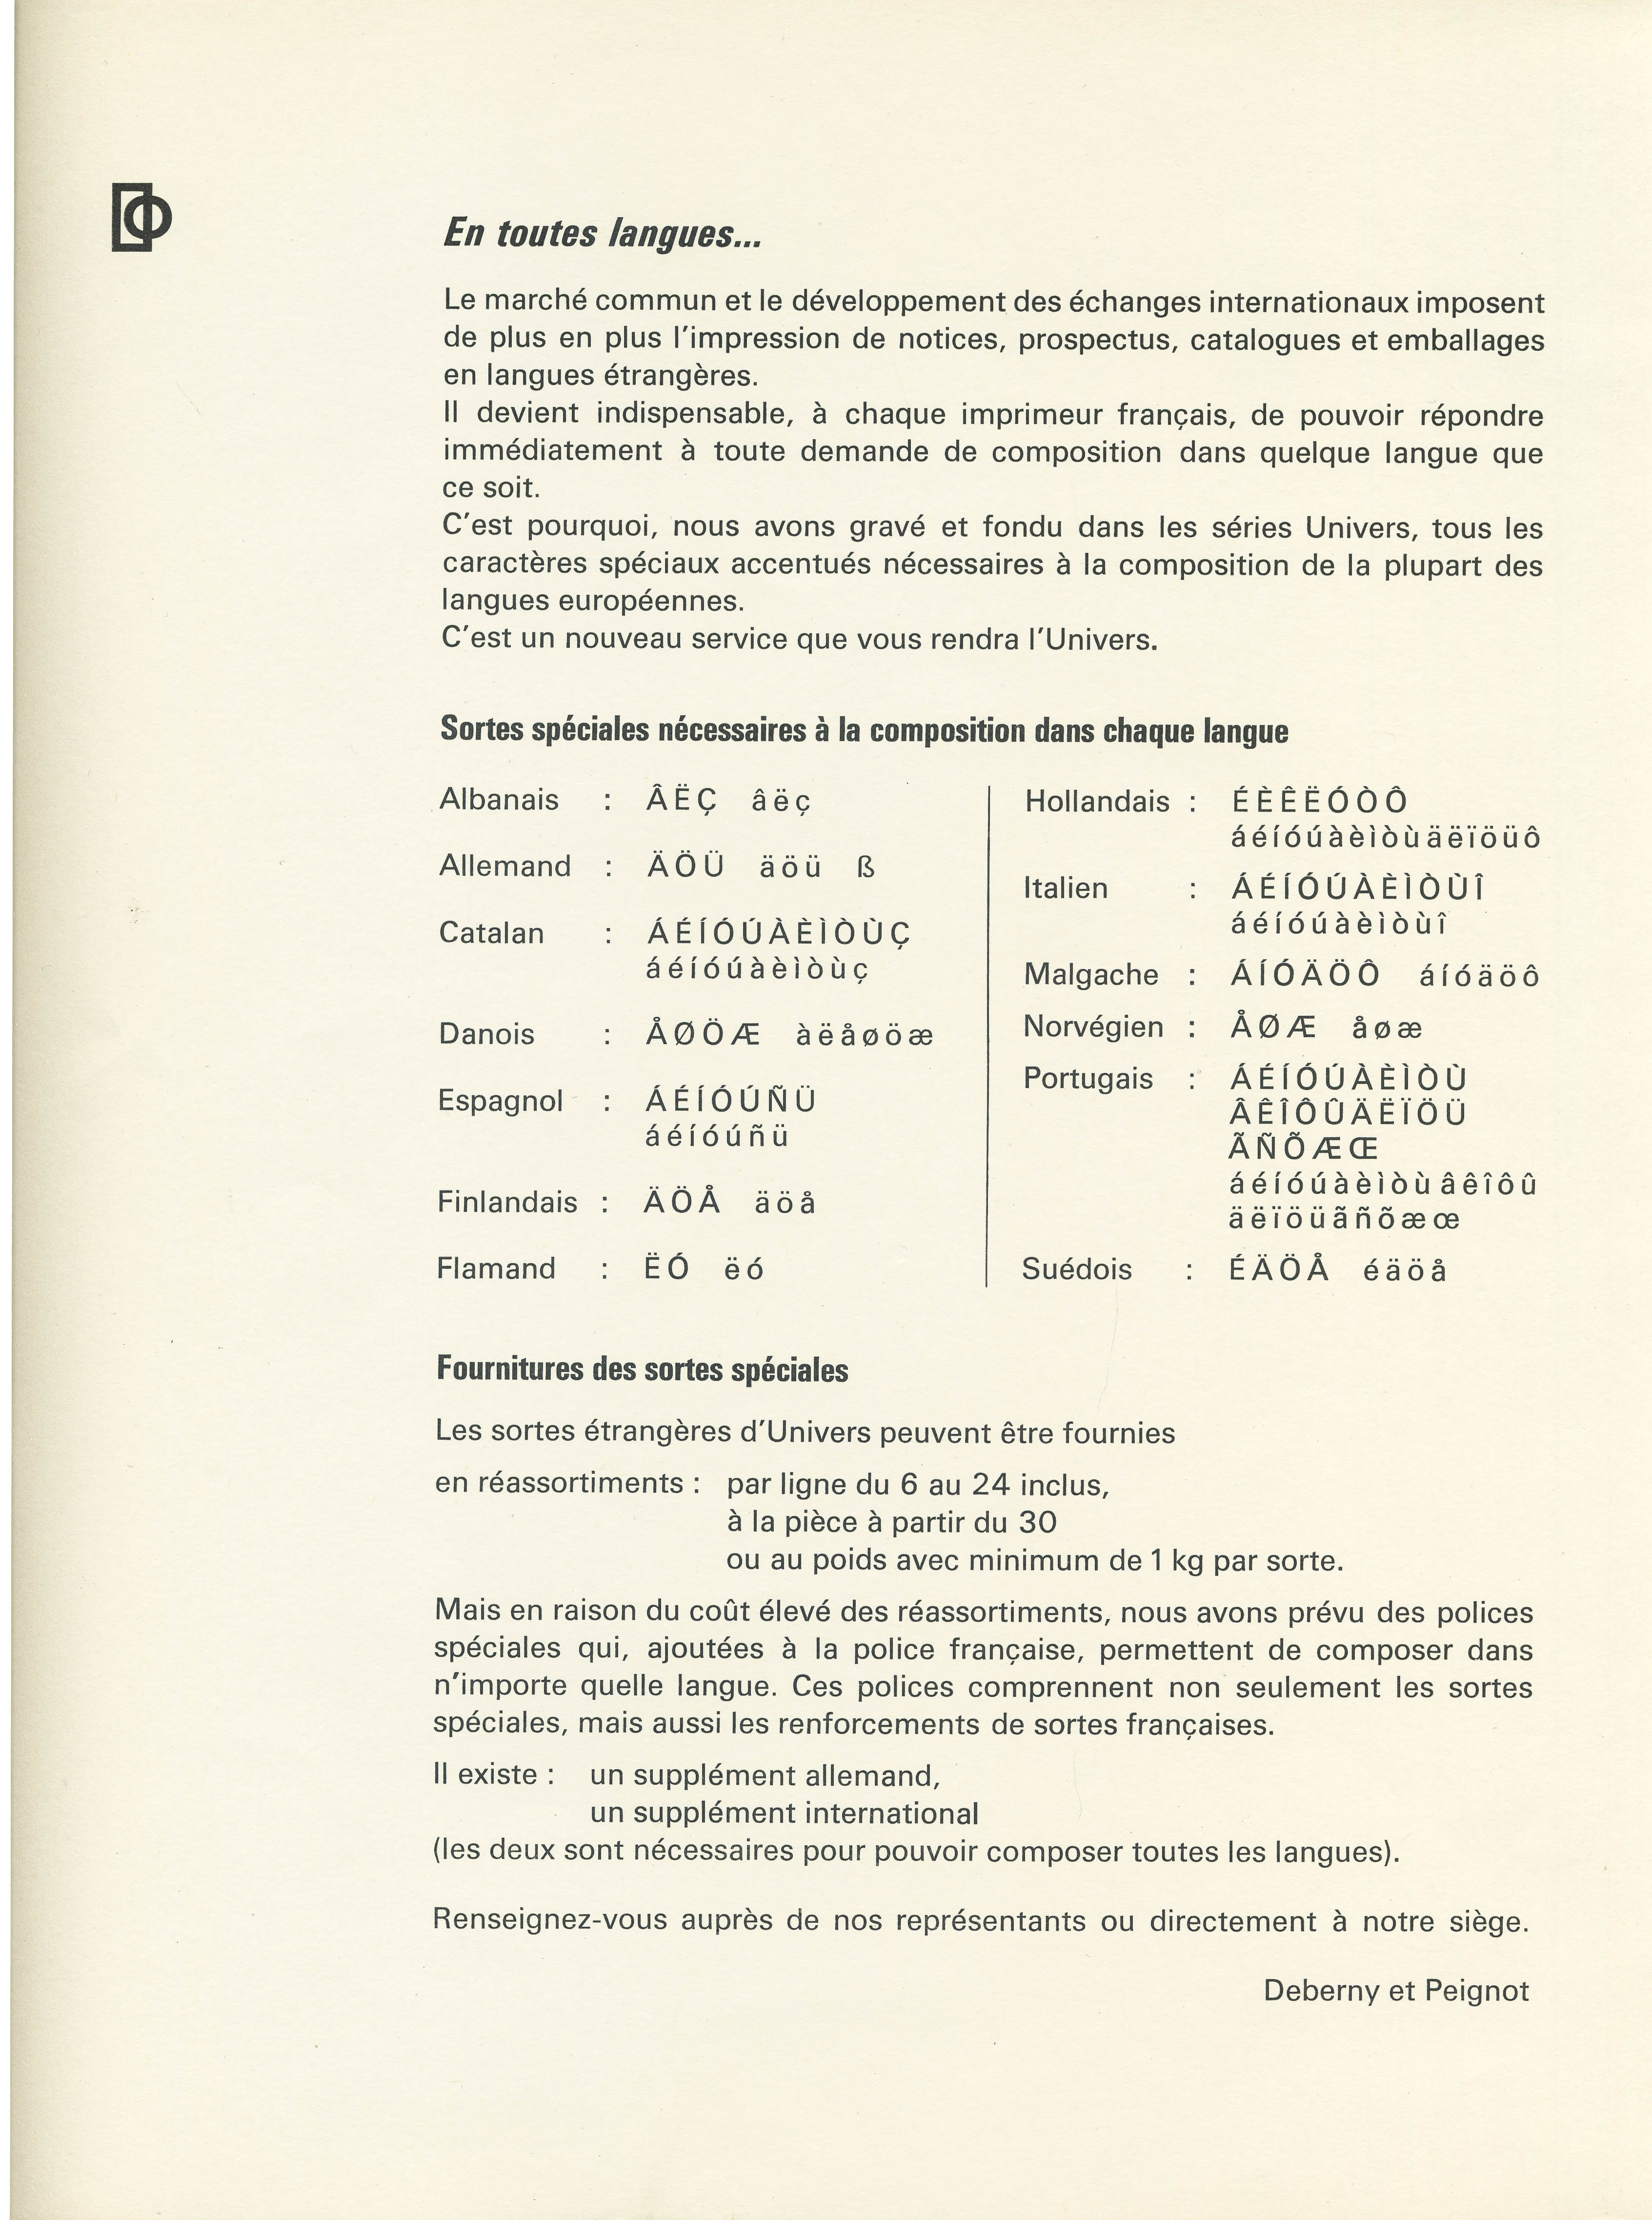 En toutes langues...
Le marché commun et le développement des échanges internationaux imposent
de plus en plus l'impression de notices, prospectus, catalogues et emballages
en langues étrangères.
Il devient indispensable, à chaque imprimeur français, de pouvoir répondre
immédiatement à toute demande de composition dans quelque langue que
ce soit.
C'est pourquoi, nous avons gravé et fondu dans les séries Univers, tous les
caractères spéciaux accentués nécessaires à la composition de la plupart des
langues européennes.
C'est un nouveau service que vous rendra l'Univers.
Sortes spéciales nécessaires à la composition dans chaque langue
Albanais : Â Ë Ç â ë ç
Allemand : Ä Ö Ü ä ö ü ß
Catalan : Á É Í Ó Ú À È Ì Ò Ù Ç
á é í ó ú à è ì ò ù ç
Danois : Å Ø Ö Æ à ë å ø ö æ
Espagnol : Á É Í Ó Ú Ñ Ü
á é í ó ú ñ ü
Finlandais : Ä Ö Å ä ö å
Flamand : Ë Ó ë ó
Hollandais : É È Ê Ë Ó Ò Ô
á é í ó ú à è ì ò ù ä ë ï ö ü ô
Italien : Á É Í Ó Ú À È Ì Ò Ù Î
á é í ó ú à è ì ò ù î
Malgache : Á Í Ó Ä Ö Ô á í ó ä ö ô
Norvégien : Å Ø Æ å ø æ
Portugais : Á É Í Ó Ú À È Ì Ò Ù
Â Ê Î Ô Û Ä Ë Ï Ö Ü
Ã Ñ Õ Æ Œ
á é í ó ú à è ì ò ù â ê î ô û
ä ë ï ö ü ã ñ õ æ œ
Suédois : É Ä Ö Å é ä ö å
Fournitures des sortes spéciales
Les sortes étrangères d'Univers peuvent être fournies
en réassortiments : par ligne du 6 au 24 inclus,
à la pièce à partir du 30
ou au poids avec minimum de 1 kg par sorte.
Mais en raison du coût élevé des réassortiments, nous avons prévu des polices
spéciales qui, ajoutées à la police française, permettent de composer dans
n'importe quelle langue. Ces polices comprennent non seulement les sortes
spéciales, mais aussi les renforcements de sortes françaises.
Il existe : un supplément allemand,
un supplément international
(les deux sont nécessaires pour pouvoir composer toutes les langues).
Renseignez-vous auprès de nos représentants ou directement à notre siège.
Deberny et Peignot